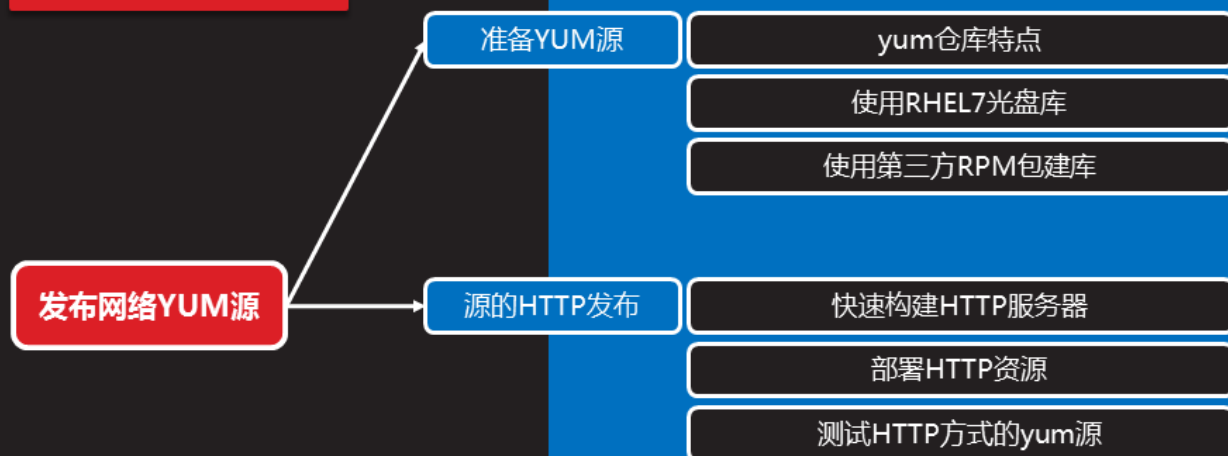 准备YUM源
yum仓库特点
使用RHEL7光盘库
使用第三方RPM包建库
发布网络YUM源
源的HTTP发布
快速构建HTTP服务器
部署HTTP资源
测试HTTP方式的yum源